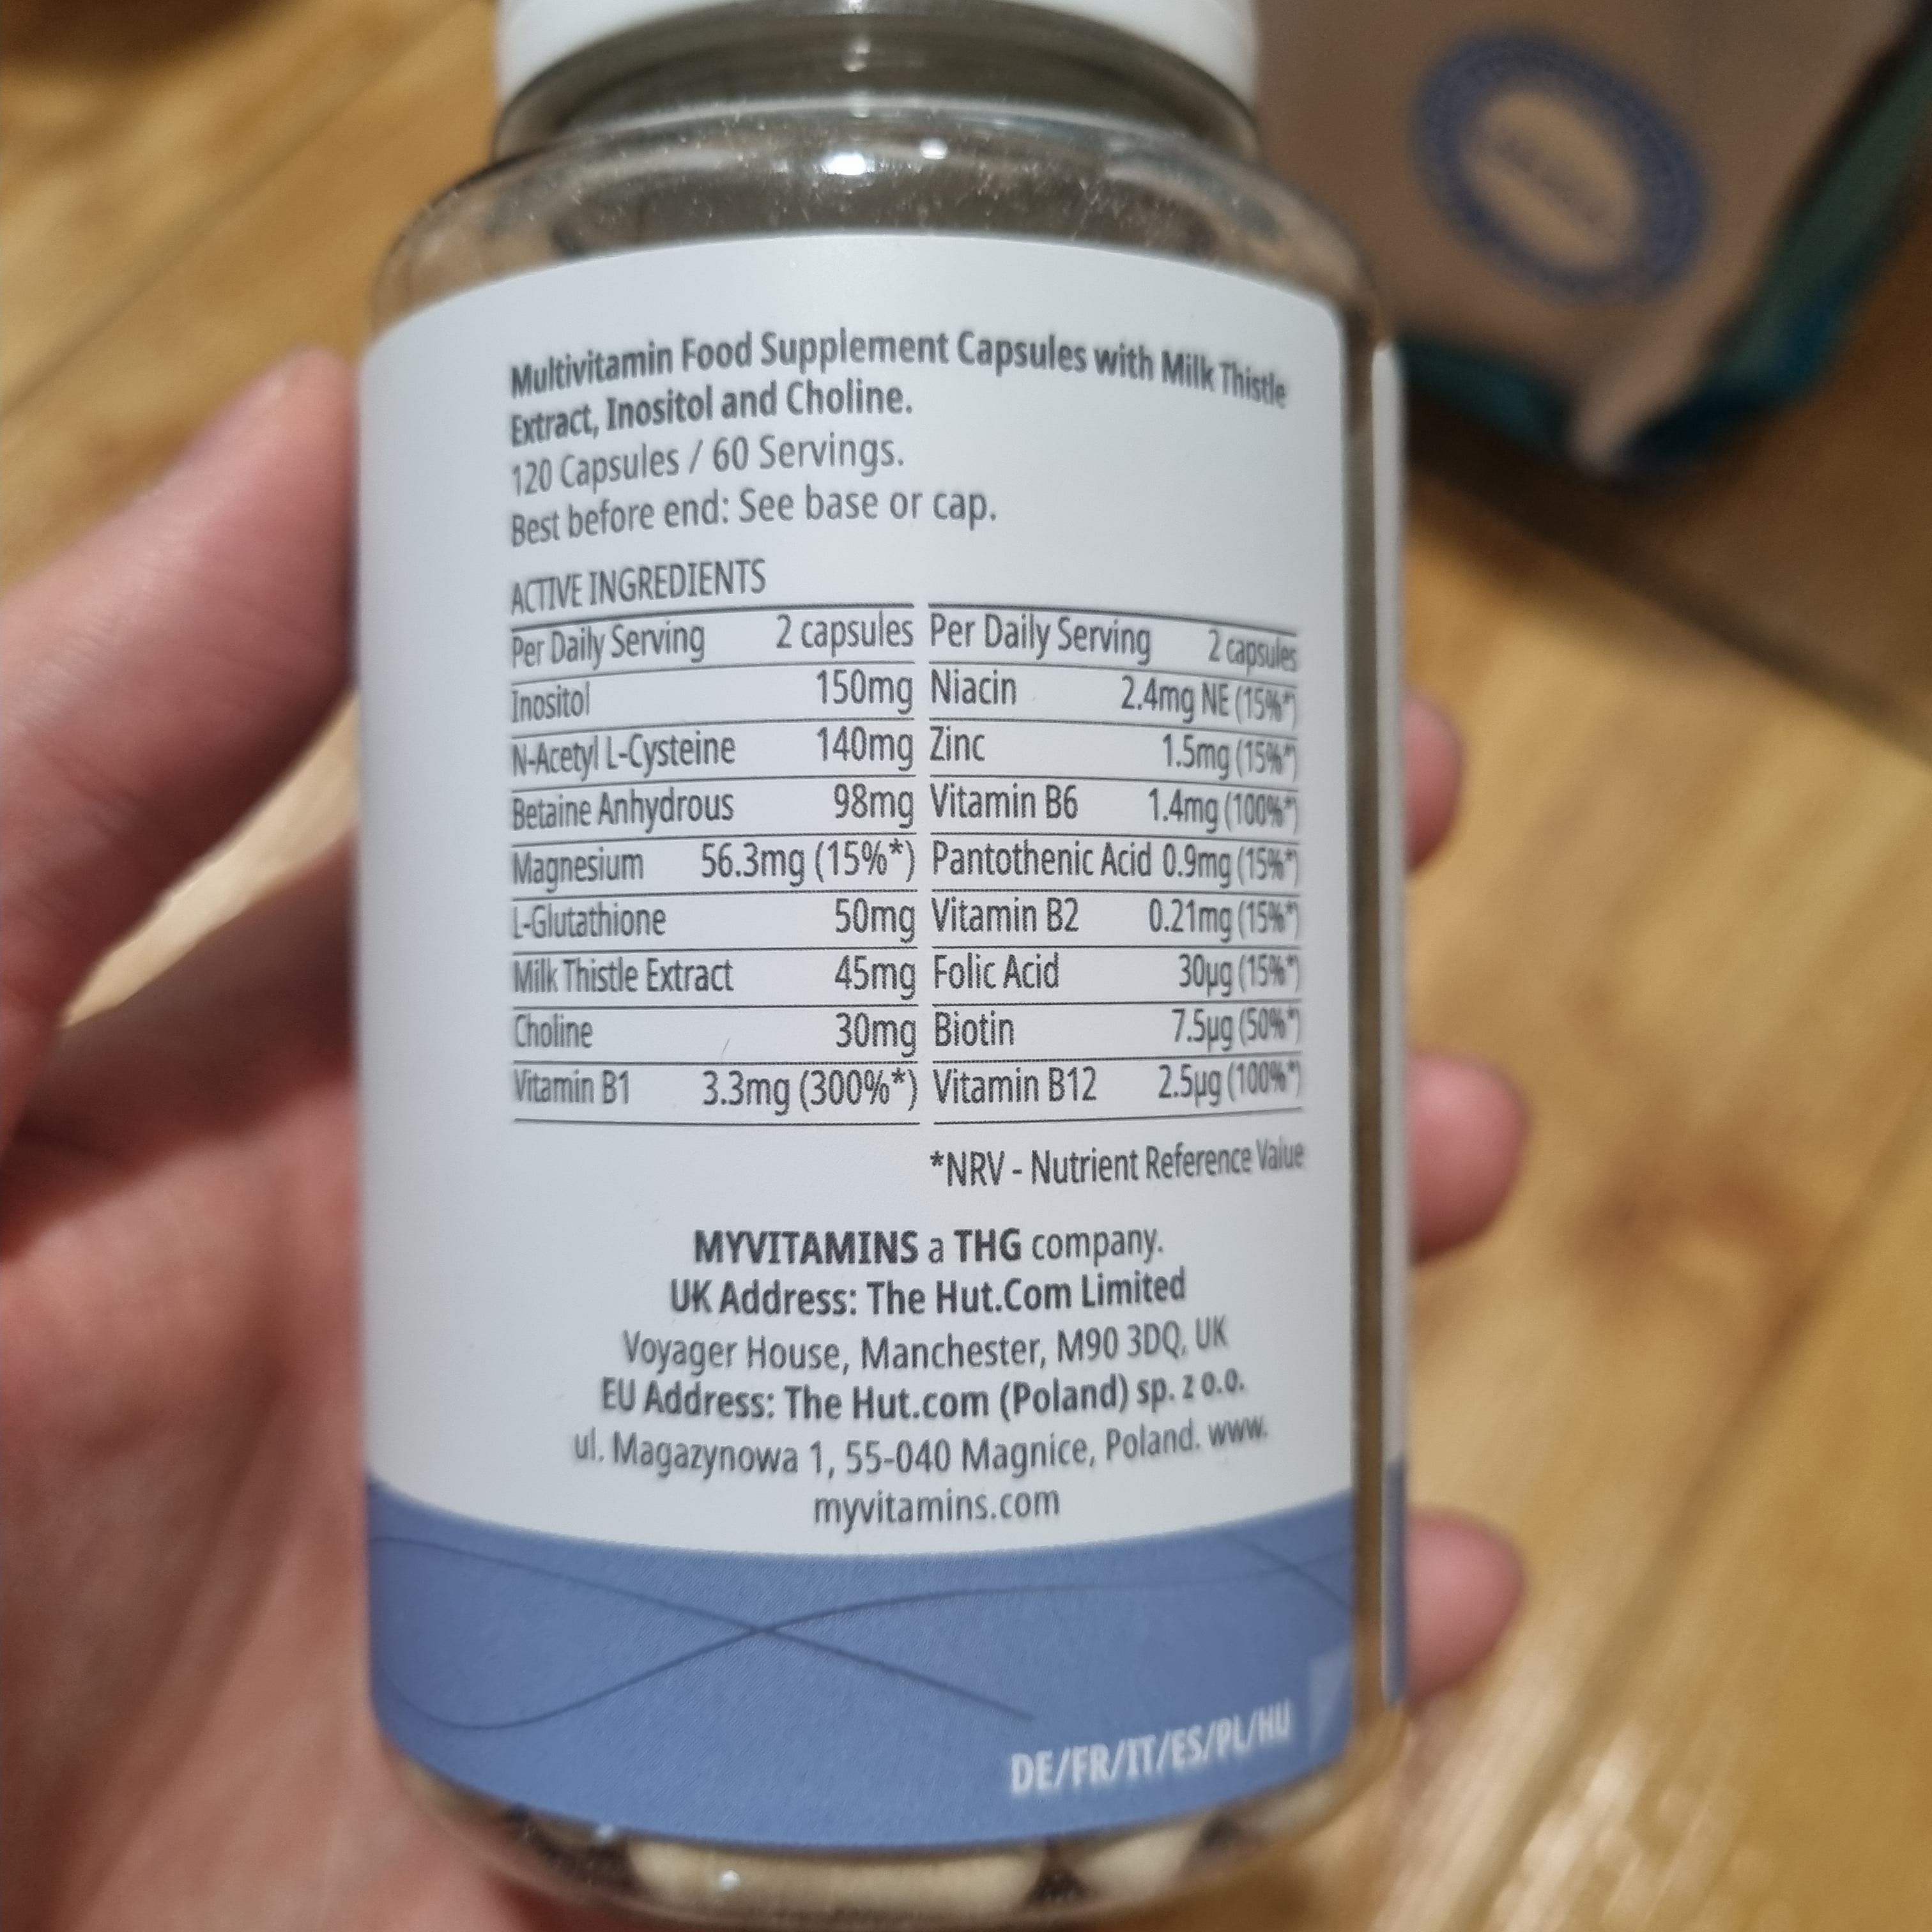 Multivitamin Food Supplement Capsules with Milk Thistle
Extract, Inositol and Choline.
120 Capsules / 60 Servings.
Best before end: See base or cap.
ACTIVE INGREDIENTS
Per Daily Serving 2 capsules Per Daily Serving 2 capsules
Inositol 150mg Niacin 2.4mg NE (15%*)
N-Acetyl L-Cysteine 140mg Zinc 1.5mg (15%*)
Betaine Anhydrous 98mg Vitamin B6 1.4mg (100%*)
Magnesium 56.3mg (15%*) Pantothenic Acid 0.9mg (15%*)
L-Glutathione 50mg Vitamin B2 0.21mg (15%*)
Milk Thistle Extract 45mg Folic Acid 30µg (15%*)
Choline 30mg Biotin 7.5µg (50%*)
Vitamin B1 3.3mg (300%*) Vitamin B12 2.5µg (100%*)
*NRV - Nutrient Reference Value
MYVITAMINS a THG company.
UK Address: The Hut.Com Limited
Voyager House, Manchester, M90 3DQ, UK
EU Address: The Hut.com (Poland) sp. z o.o.
ul. Magazynowa 1, 55-040 Magnice, Poland. www.
myvitamins.com
DE/FR/IT/ES/PL/HU